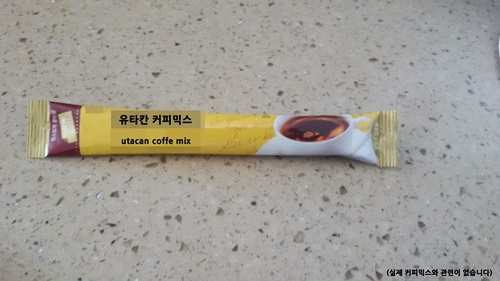 유타칸 커피믹스
utacan coffe mix
(실제 커피믹스와 관련이 없습니다)